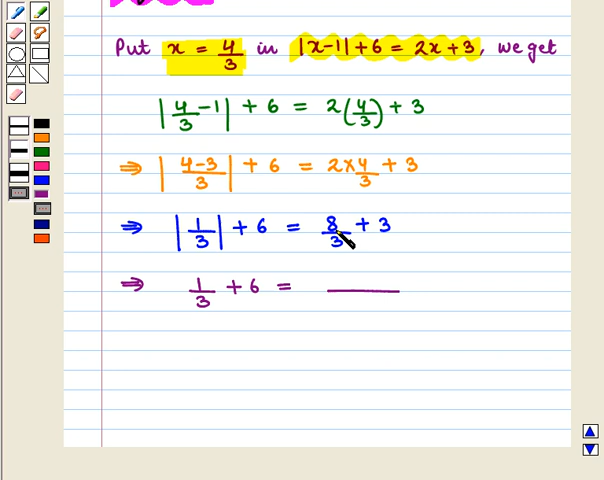 Put x = 4/3 in |x-1| + 6 = 2x + 3, we get
|4/3 - 1| + 6 = 2(4/3) + 3
⇒ |4-3/3| + 6 = 2×4/3 + 3
⇒ |1/3| + 6 = 8/3 + 3
⇒ 1/3 + 6 =